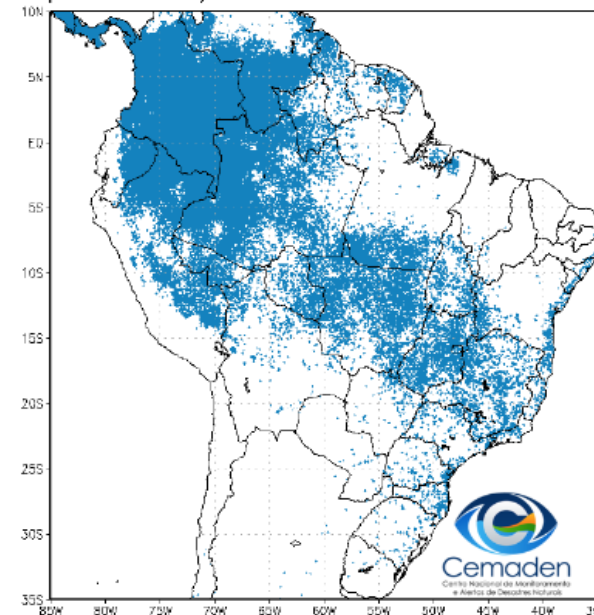 10N
5N
EQ
5S
10S
15S
20S
25S
30S
35S
85W 80W 75W 70W 65W 60W 55W 50W 45W 40W
Cemaden
Centro Nacional de Monitoramento
e Alertas de Desastres Naturais